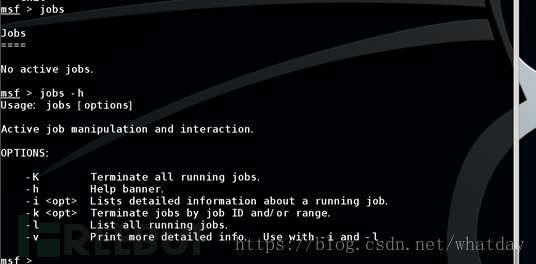 msf > jobs
Jobs
====
No active jobs.
msf > jobs -h
Usage: jobs [options]
Active job manipulation and interaction.
OPTIONS:
-K Terminate all running jobs.
-h Help banner.
-i <opt> Lists detailed information about a running job.
-k <opt> Terminate jobs by job ID and/or range.
-l List all running jobs.
-v Print more detailed info. Use with -i and -l
FREEBUF
https://blog.csdn.net/whatday
msf >